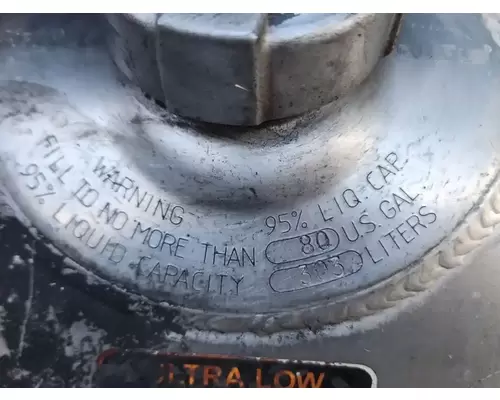 WARNING
FILL TO NO MORE THAN
95% LIQUID CAPACITY
95% LIQ CAP
80 U.S. GAL.
303 LITERS
ULTRA LOW